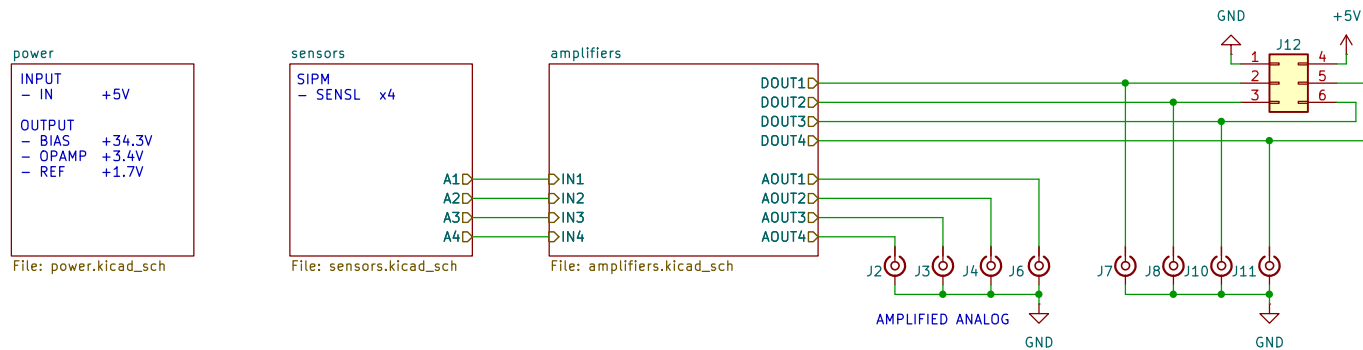 GND
+5V
J12
1 4
2 5
3 6
power
INPUT
- IN +5V
OUTPUT
- BIAS +34.3V
- OPAMP +3.4V
- REF +1.7V
File: power.kicad_sch
sensors
SIPM
- SENSL x4
A1
A2
A3
A4
File: sensors.kicad_sch
amplifiers
DOUT1
DOUT2
DOUT3
DOUT4
IN1 AOUT1
IN2 AOUT2
IN3 AOUT3
IN4 AOUT4
File: amplifiers.kicad_sch
J2 J3 J4 J6 J7 J8 J10 J11
AMPLIFIED ANALOG
GND
GND